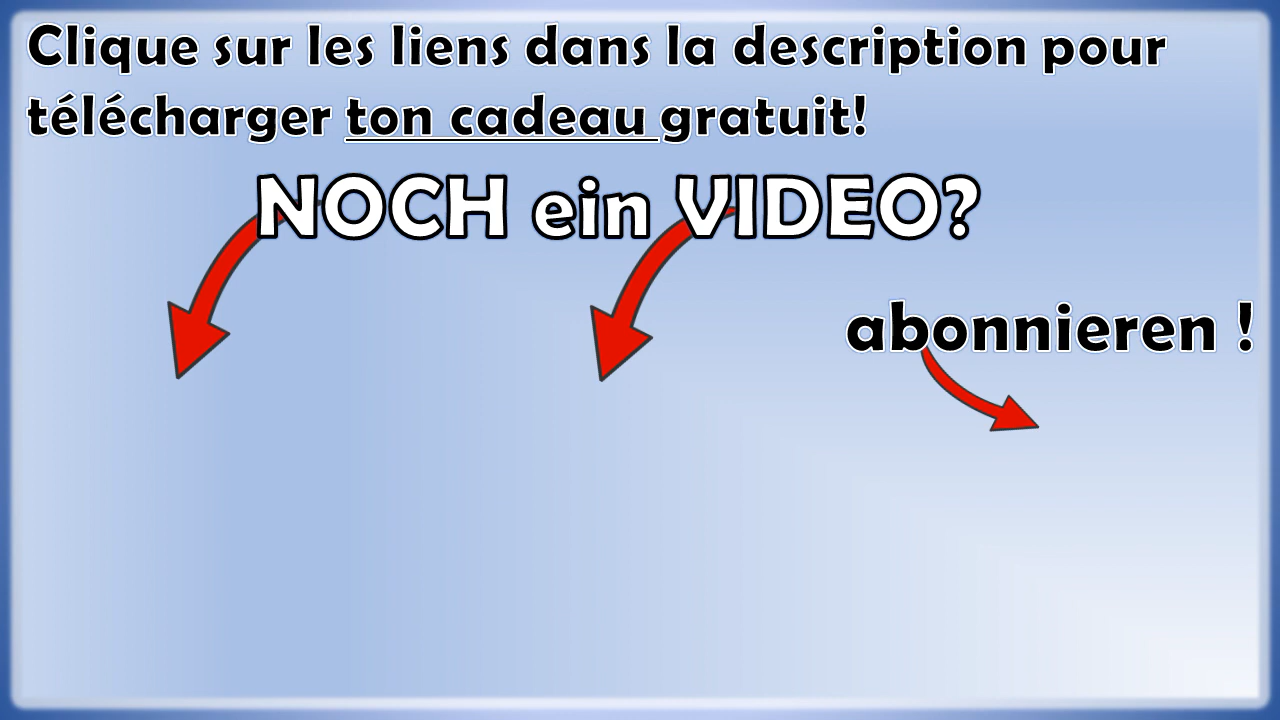 Clique sur les liens dans la description pour
télécharger ton cadeau gratuit!
NOCH ein VIDEO?
abonnieren !